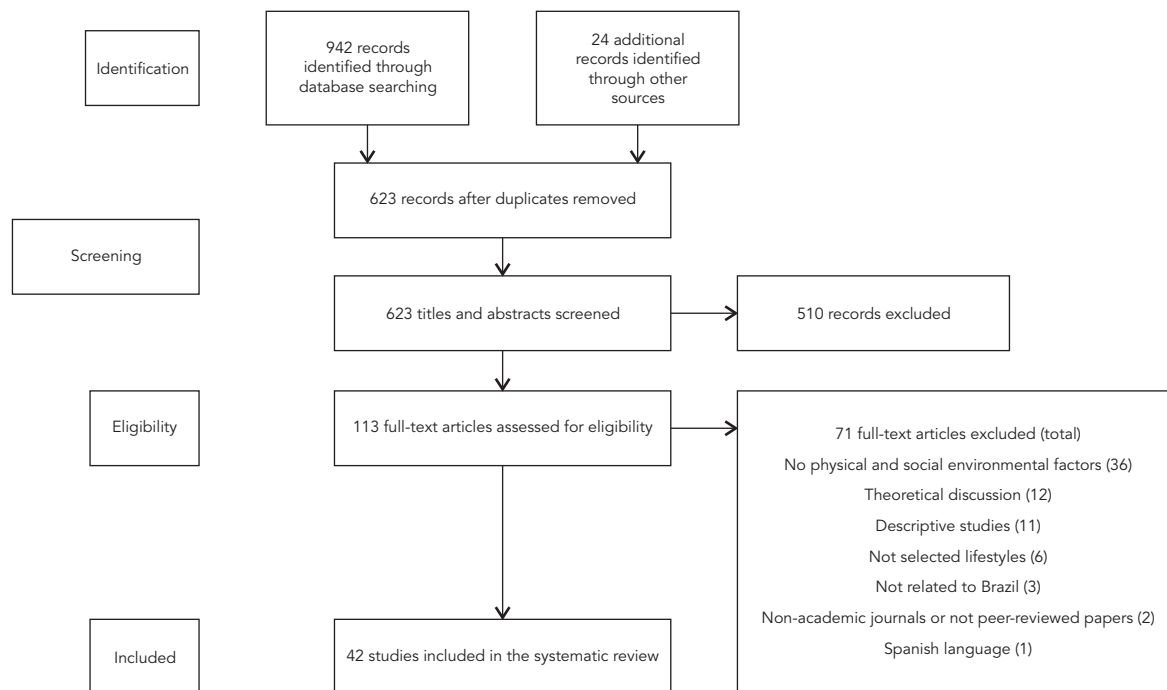 Identification
942 records
identified through
database searching
24 additional
records identified
through other
sources
623 records after duplicates removed
Screening
623 titles and abstracts screened
510 records excluded
Eligibility
113 full-text articles assessed for eligibility
71 full-text articles excluded (total)
No physical and social environmental factors (36)
Theoretical discussion (12)
Descriptive studies (11)
Not selected lifestyles (6)
Not related to Brazil (3)
Non-academic journals or not peer-reviewed papers (2)
Spanish language (1)
Included
42 studies included in the systematic review